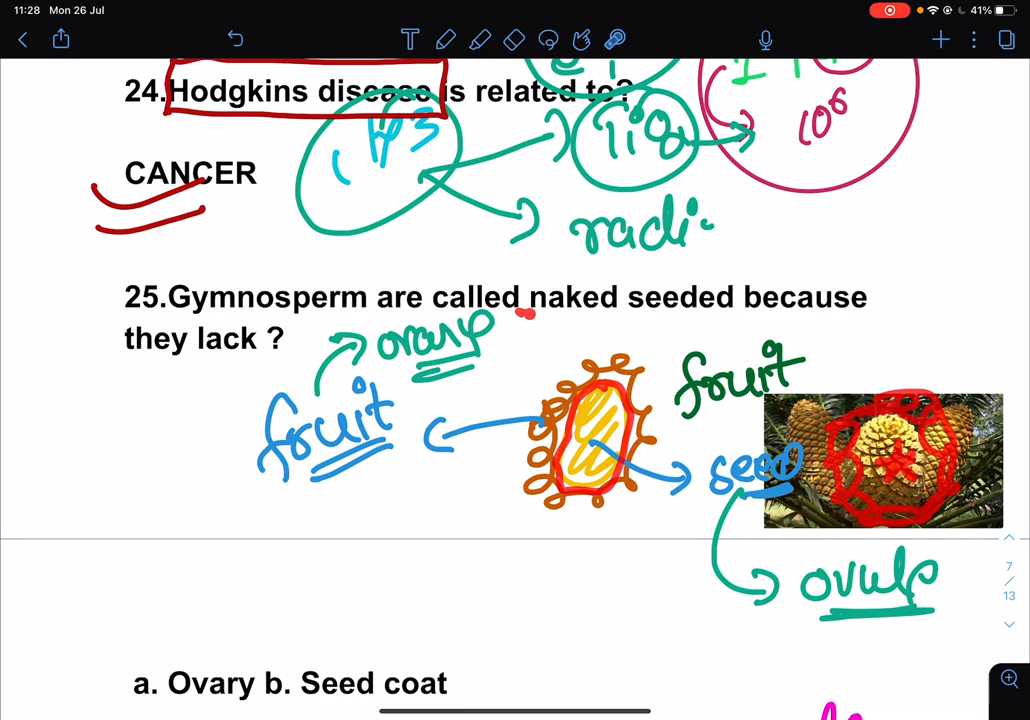 11:28 Mon 26 Jul
41%
T
24.Hodgkins disease is related to?
10⁶
CANCER
radi
25.Gymnosperm are called naked seeded because
they lack ?
ovary
fruit
fruit
seed
ovule
7
/
13
a. Ovary b. Seed coat